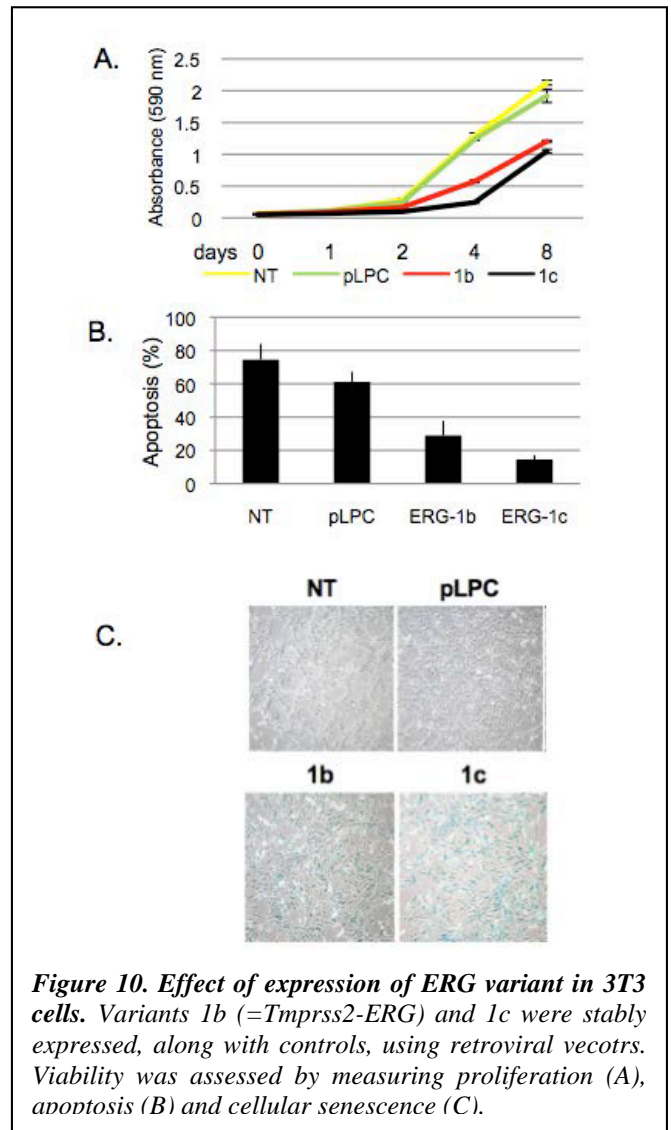 A.
Absorbance (590 nm)
2.5
2
1.5
1
0.5
0
days 0 1 2 4 8
NT pLPC 1b 1c
B.
Apoptosis (%)
100
80
60
40
20
0
NT pLPC ERG-1b ERG-1c
C.
NT pLPC
1b 1c
Figure 10. Effect of expression of ERG variant in 3T3
cells. Variants 1b (=Tmprss2-ERG) and 1c were stably
expressed, along with controls, using retroviral vecotrs.
Viability was assessed by measuring proliferation (A),
apoptosis (B) and cellular senescence (C).